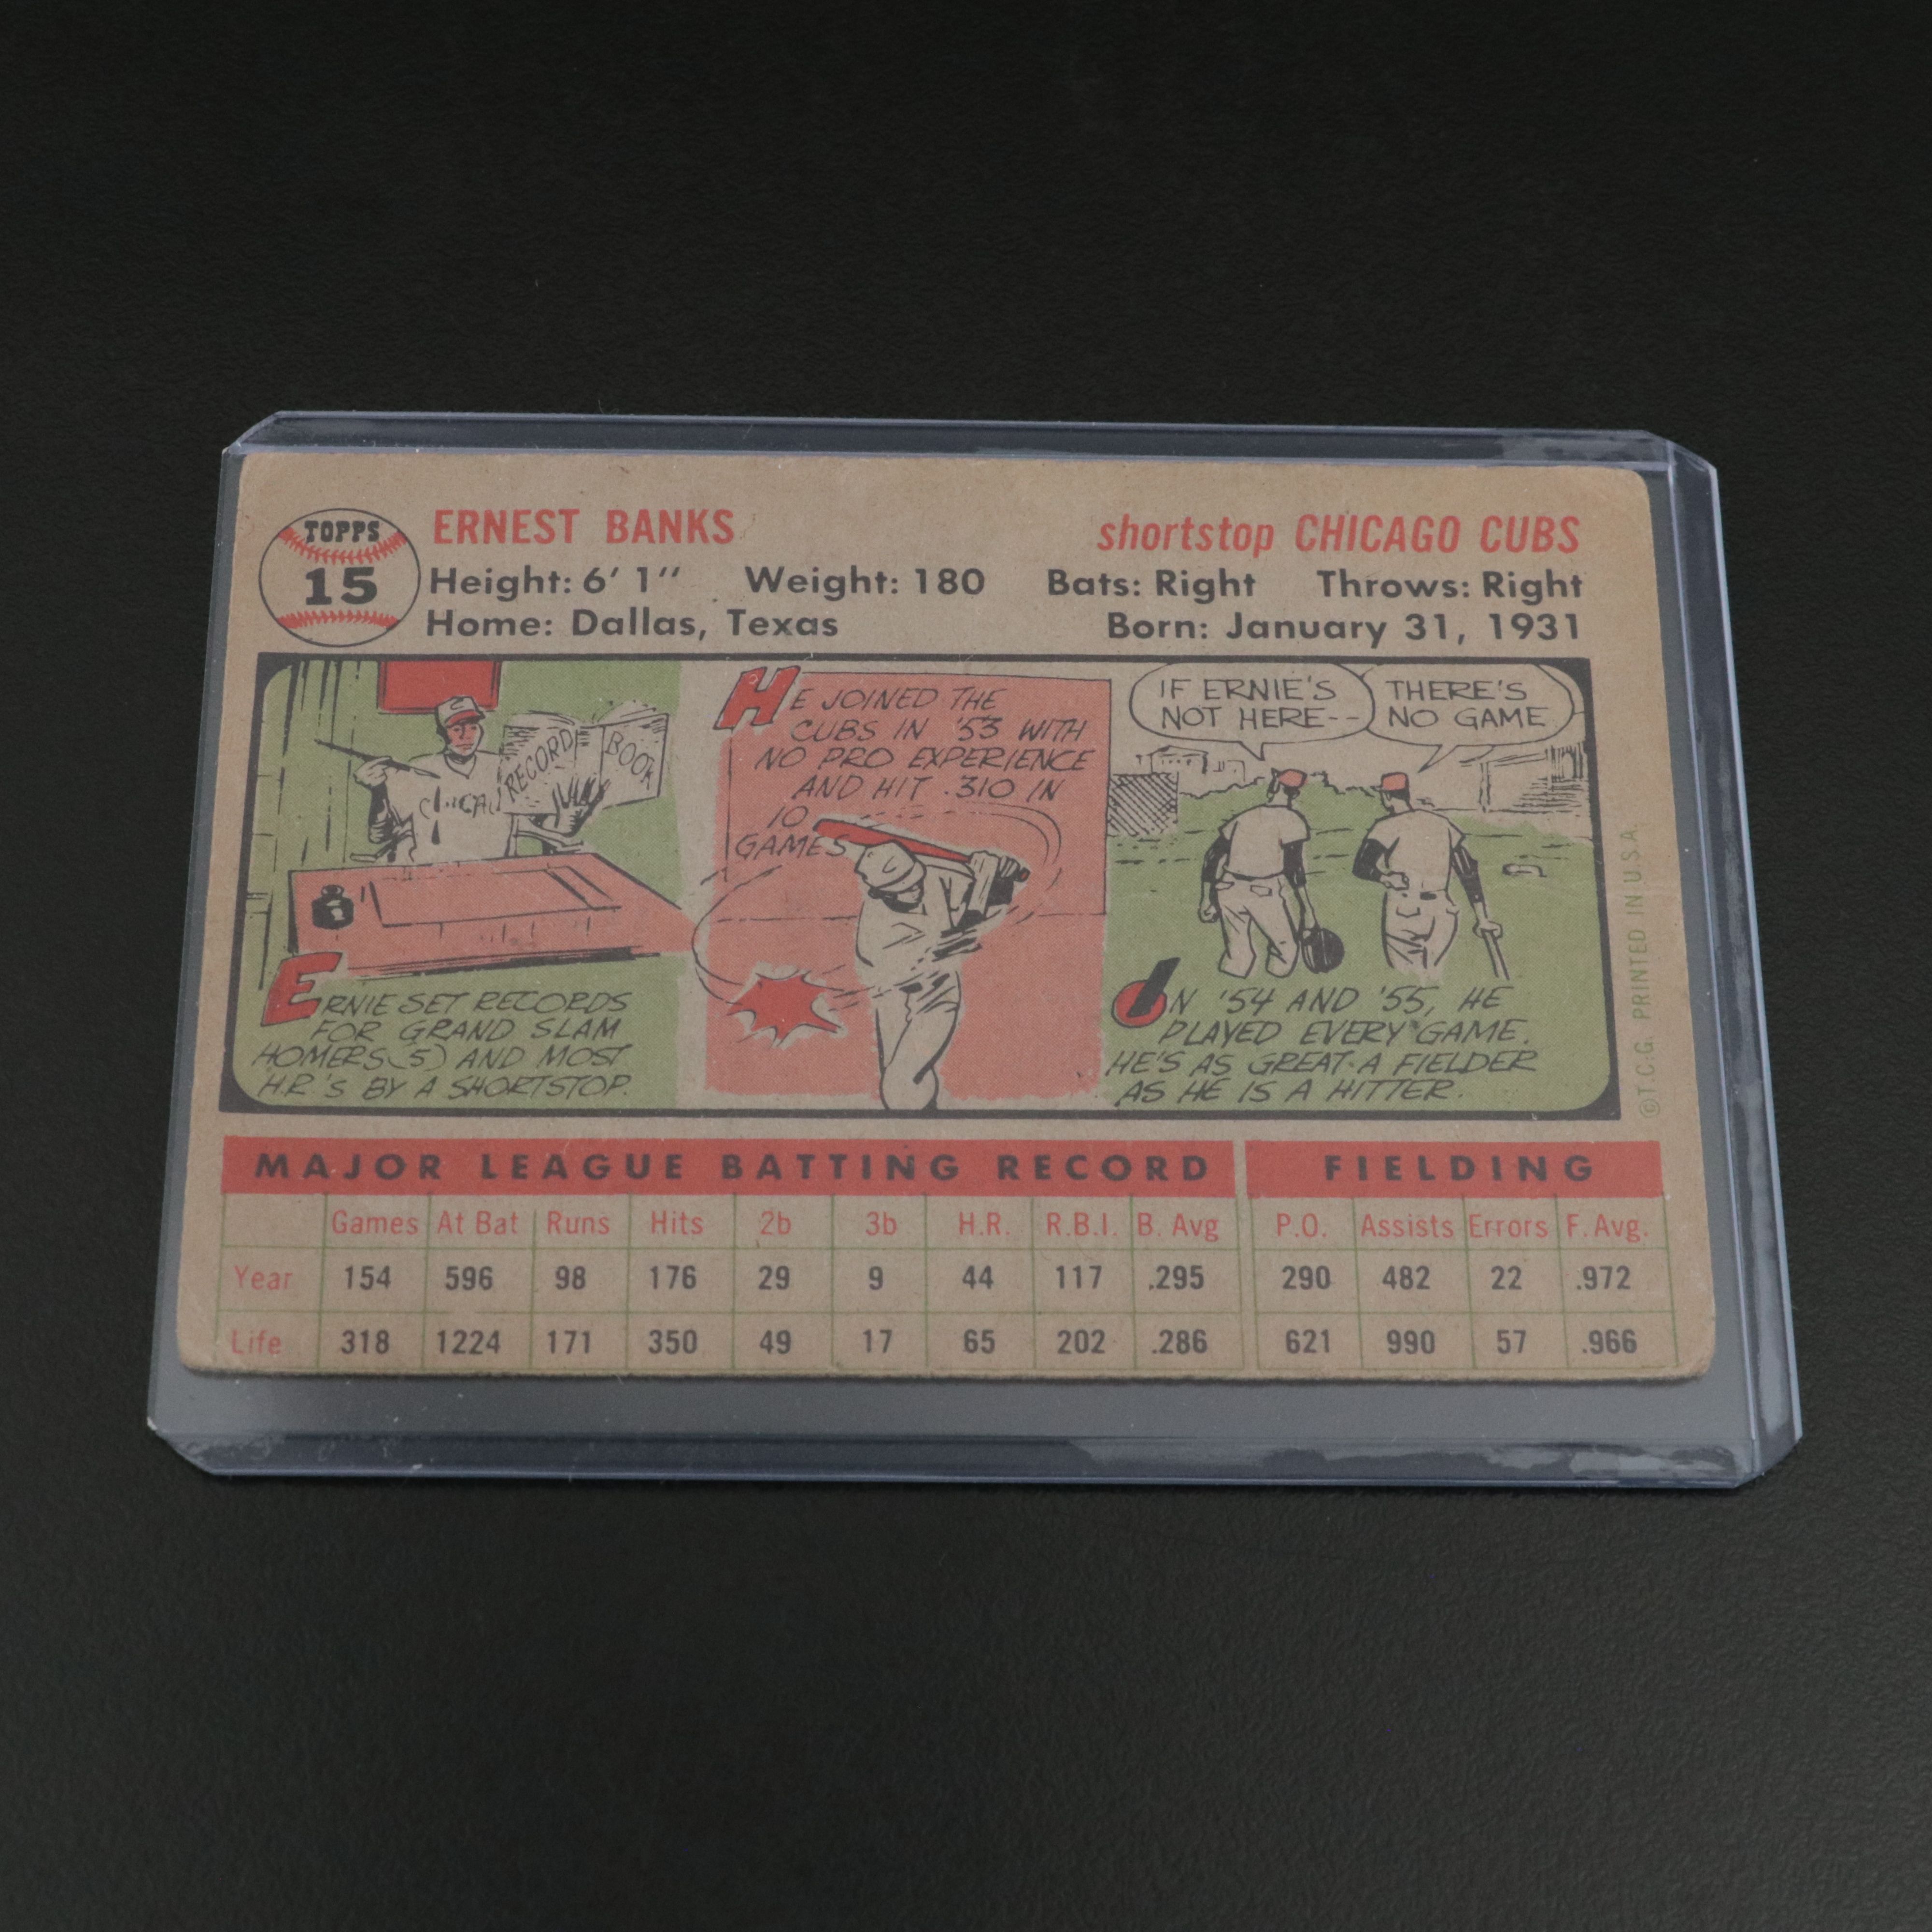 TOPPS
15
ERNEST BANKS
shortstop CHICAGO CUBS
Height: 6' 1" Weight: 180 Bats: Right Throws: Right
Home: Dallas, Texas Born: January 31, 1931
RECORD BOOK
ERNIE SET RECORDS
FOR GRAND SLAM
HOMERS (5) AND MOST
H.R.'S BY A SHORTSTOP.
HE JOINED THE
CUBS IN '53 WITH
NO PRO EXPERIENCE
AND HIT .310 IN
10
GAMES
IF ERNIE'S
NOT HERE--
THERE'S
NO GAME
IN '54 AND '55, HE
PLAYED EVERY GAME.
HE'S AS GREAT A FIELDER
AS HE IS A HITTER.
©T.C.G. PRINTED IN U.S.A.
MAJOR LEAGUE BATTING RECORD FIELDING
Games At Bat Runs Hits 2b 3b H.R. R.B.I. B. Avg P.O. Assists Errors F. Avg.
Year 154 596 98 176 29 9 44 117 .295 290 482 22 .972
Life 318 1224 171 350 49 17 65 202 .286 621 990 57 .966